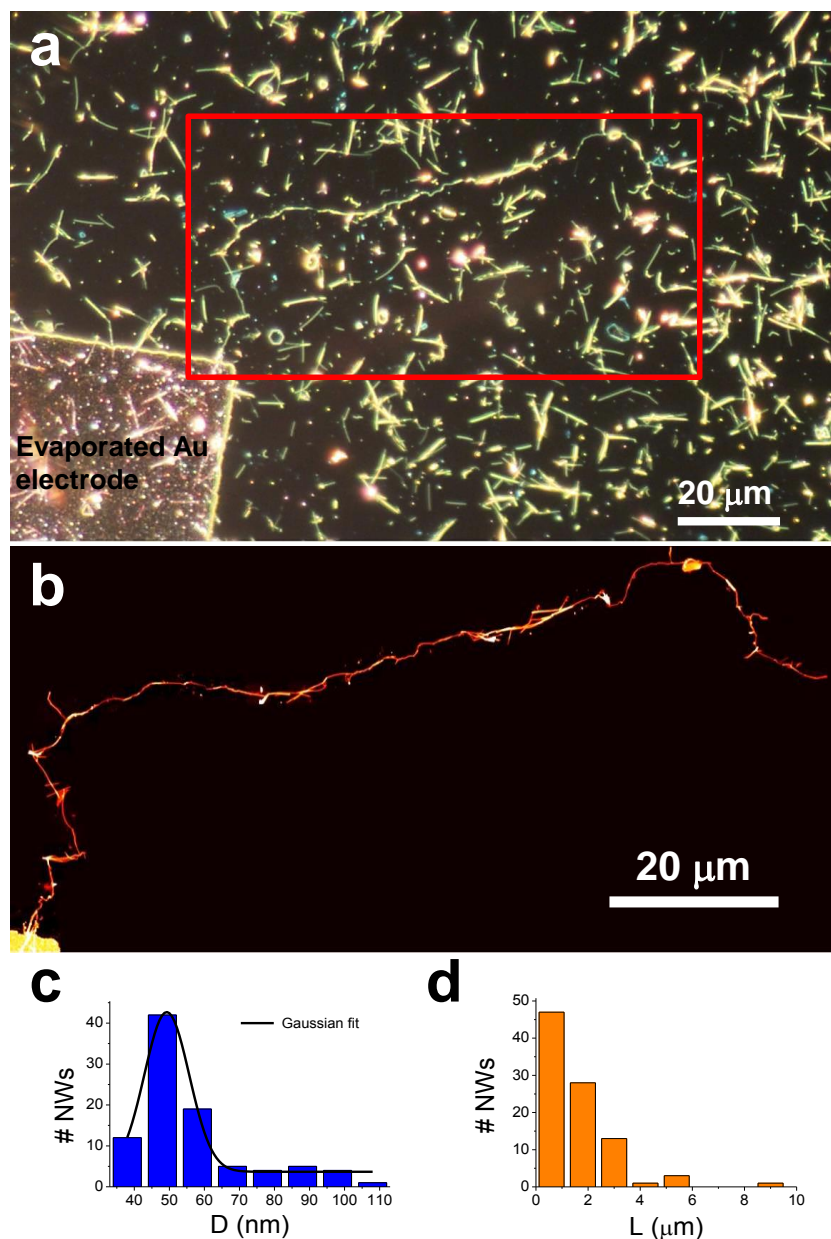 a
Evaporated Au
electrode
20 μm
b
20 μm
c
# NWs
40
30
20
10
0
Gaussian fit
40 50 60 70 80 90 100 110
D (nm)
d
# NWs
50
40
30
20
10
0
0 2 4 6 8 10
L (μm)